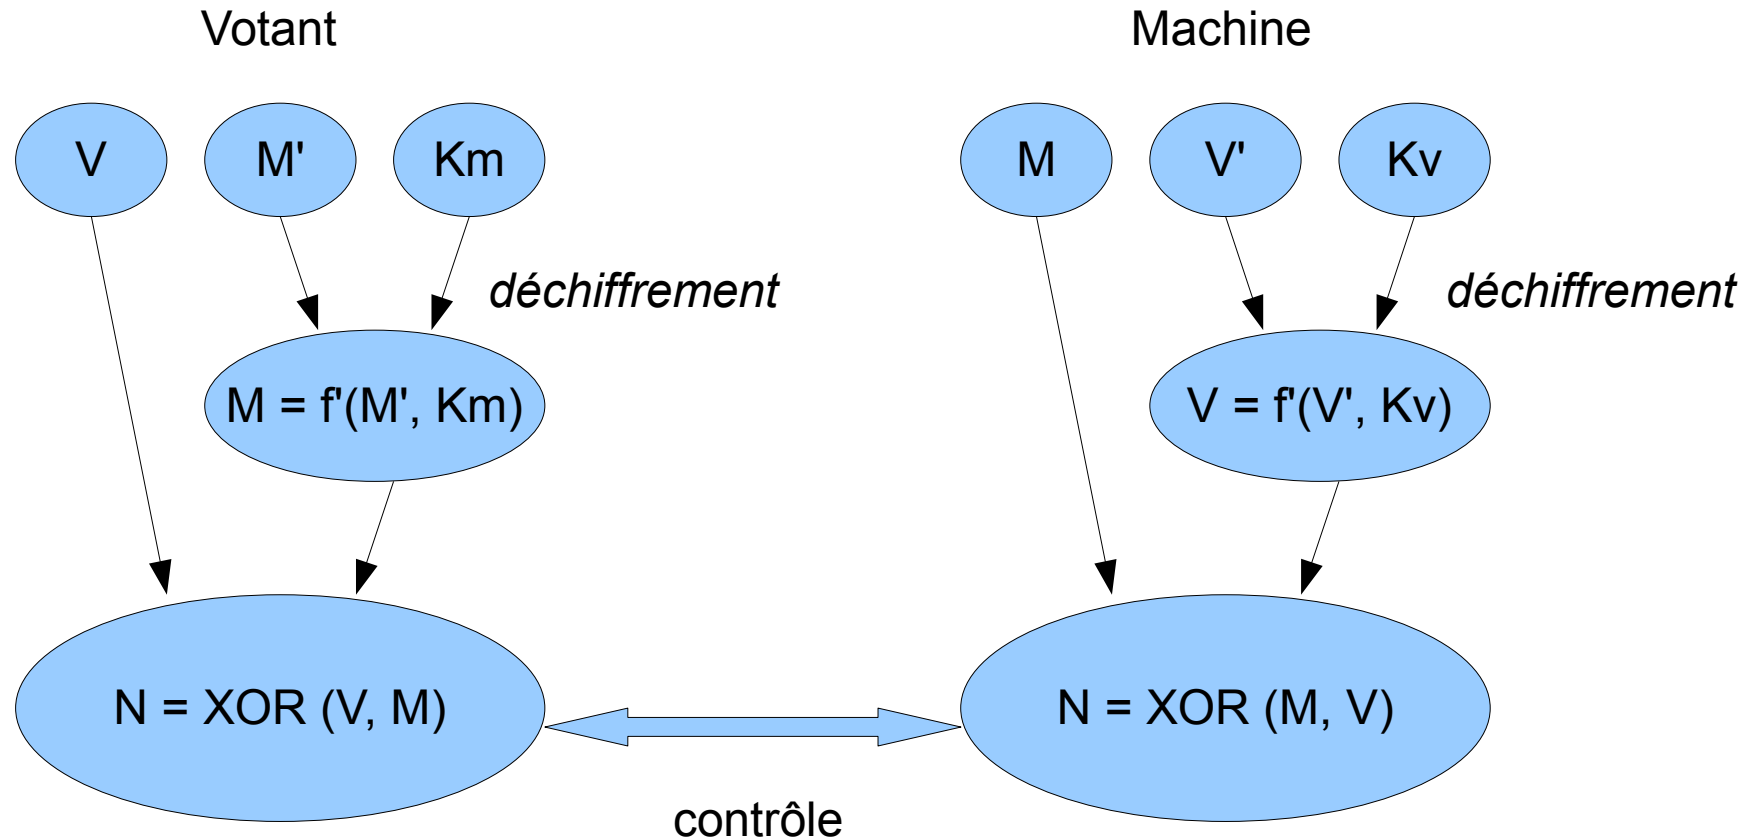 Votant
Machine
V
M'
Km
M
V'
Kv
déchiffrement
déchiffrement
M = f'(M', Km)
V = f'(V', Kv)
N = XOR (V, M)
N = XOR (M, V)
contrôle